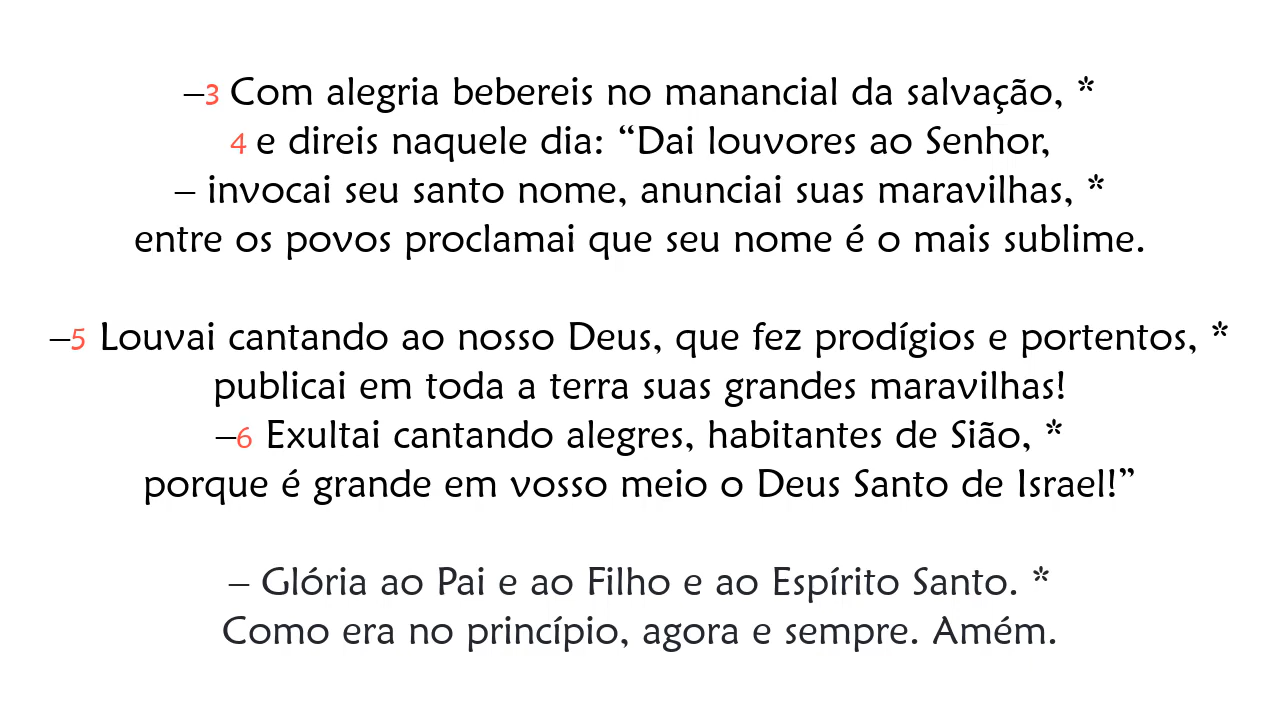 –3 Com alegria bebereis no manancial da salvação, *
4 e direis naquele dia: “Dai louvores ao Senhor,
– invocai seu santo nome, anunciai suas maravilhas, *
entre os povos proclamai que seu nome é o mais sublime.
–5 Louvai cantando ao nosso Deus, que fez prodígios e portentos, *
publicai em toda a terra suas grandes maravilhas!
–6 Exultai cantando alegres, habitantes de Sião, *
porque é grande em vosso meio o Deus Santo de Israel!”
– Glória ao Pai e ao Filho e ao Espírito Santo. *
Como era no princípio, agora e sempre. Amém.